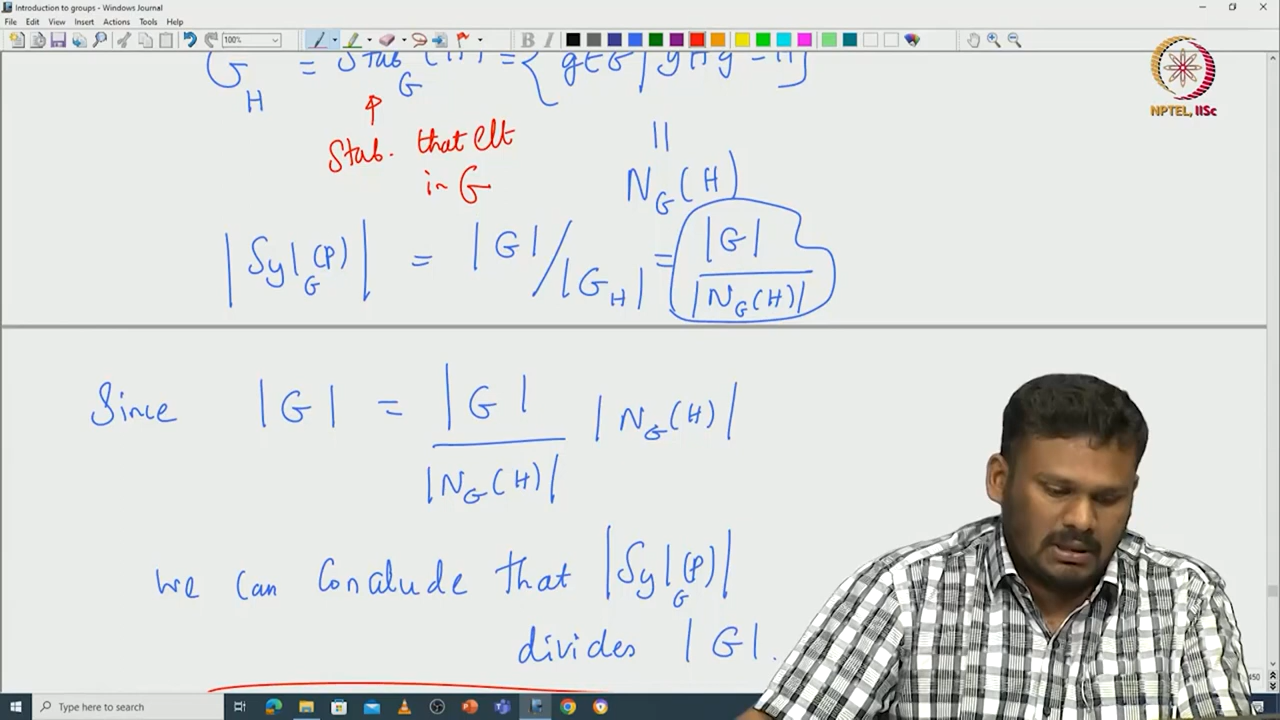 Introduction to groups - Windows Journal
File Edit View Insert Actions Tools Help
100%
G_H = Stab_G (H) = { g ∈ G | gHg = H }
NPTEL, IISc
Stab. that elt
in G
||
N_G(H)
|Syl_G(P)| = |G| / |G_H| = |G| / |N_G(H)|
Since |G| = |G| / |N_G(H)| |N_G(H)|
we can Conclude that |Syl_G(P)|
divides |G|.
Type here to search